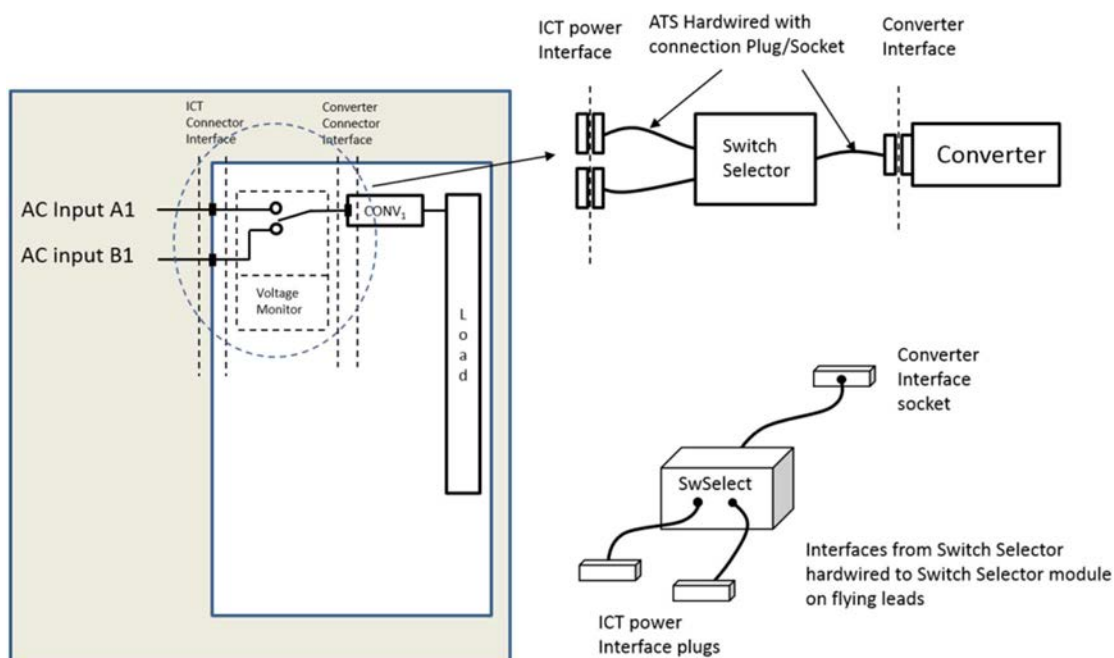 ICT
Connector
Interface
Converter
Connector
Interface
AC Input A1
AC input B1
CONV₁
Voltage
Monitor
L
o
a
d
ICT power
Interface
ATS Hardwired with
connection Plug/Socket
Converter
Interface
Switch
Selector
Converter
Converter
Interface
socket
SwSelect
Interfaces from Switch Selector
hardwired to Switch Selector module
on flying leads
ICT power
Interface plugs